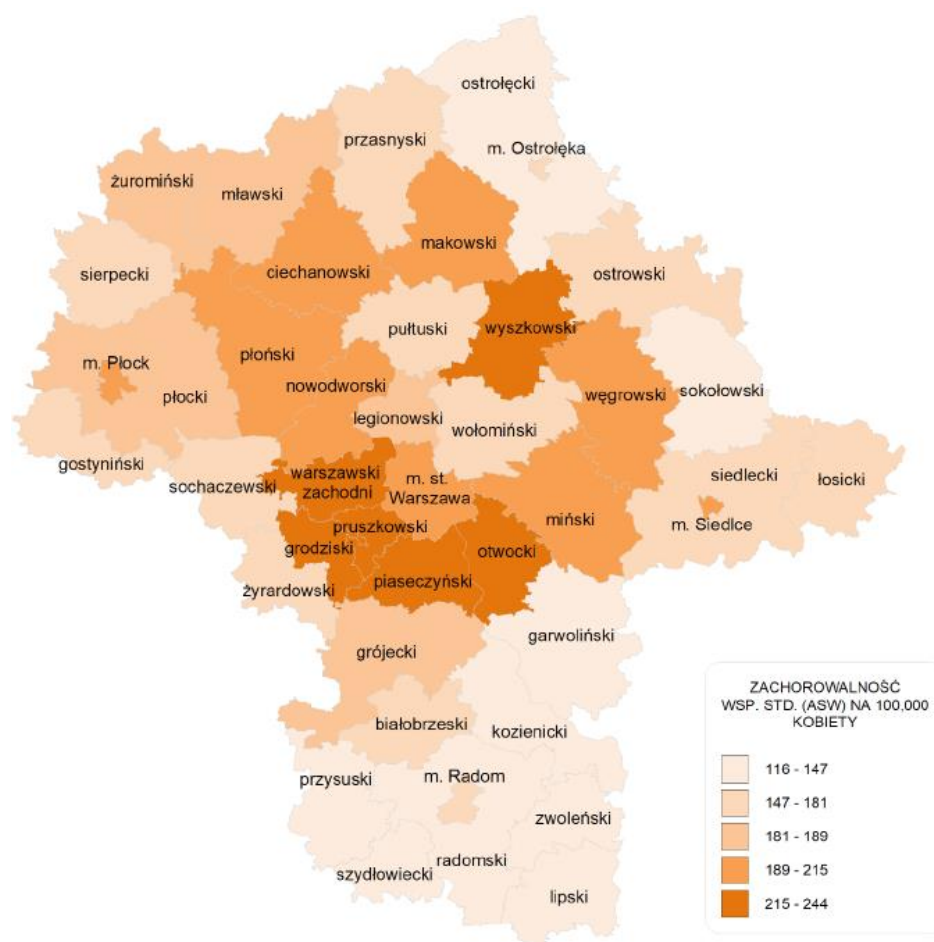 ostrołęcki
przasnyski
m. Ostrołęka
żuromiński
mławski
makowski
sierpecki
ciechanowski
ostrowski
pułtuski
wyszkowski
płoński
m. Płock
nowodworski
węgrowski
sokołowski
płocki
legionowski
wołomiński
gostyniński
sochaczewski
warszawski
zachodni
m. st.
Warszawa
siedlecki
łosicki
miński
m. Siedlce
pruszkowski
grodziski
otwocki
piaseczyński
żyrardowski
garwoliński
grójecki
białobrzeski
kozienicki
przysuski
m. Radom
zwoleński
radomski
szydłowiecki
lipski
ZACHOROWALNOŚĆ
WSP. STD. (ASW) NA 100,000
KOBIETY
116 - 147
147 - 181
181 - 189
189 - 215
215 - 244